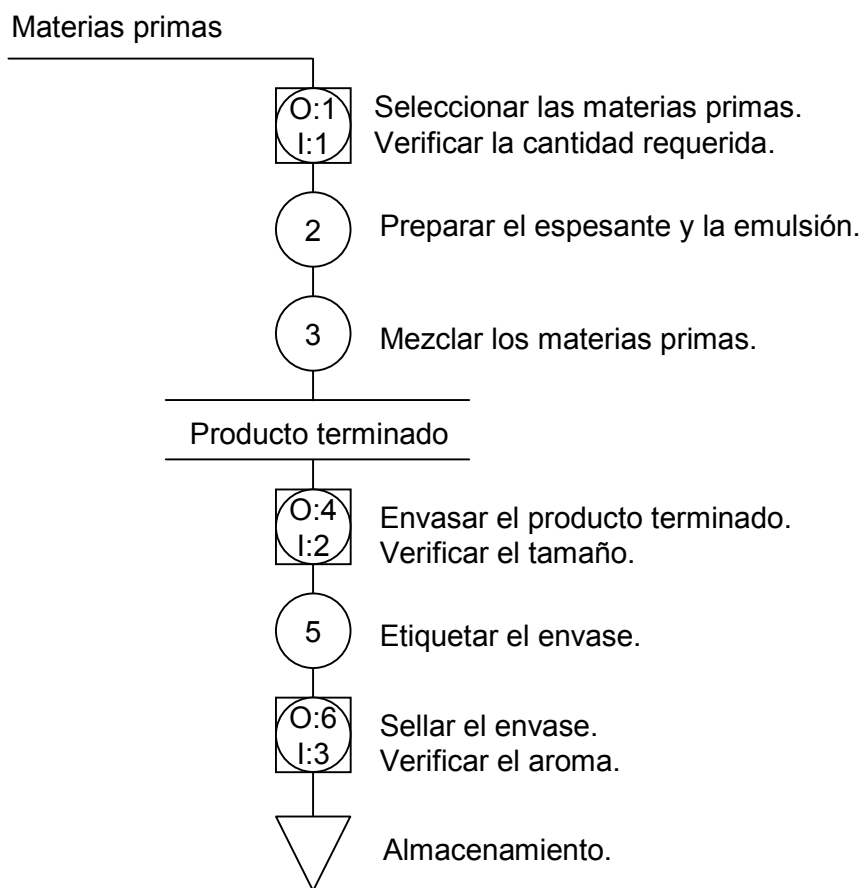 Materias primas
O:1
I:1
Seleccionar las materias primas.
Verificar la cantidad requerida.
2
Preparar el espesante y la emulsión.
3
Mezclar los materias primas.
Producto terminado
O:4
I:2
Envasar el producto terminado.
Verificar el tamaño.
5
Etiquetar el envase.
O:6
I:3
Sellar el envase.
Verificar el aroma.
Almacenamiento.